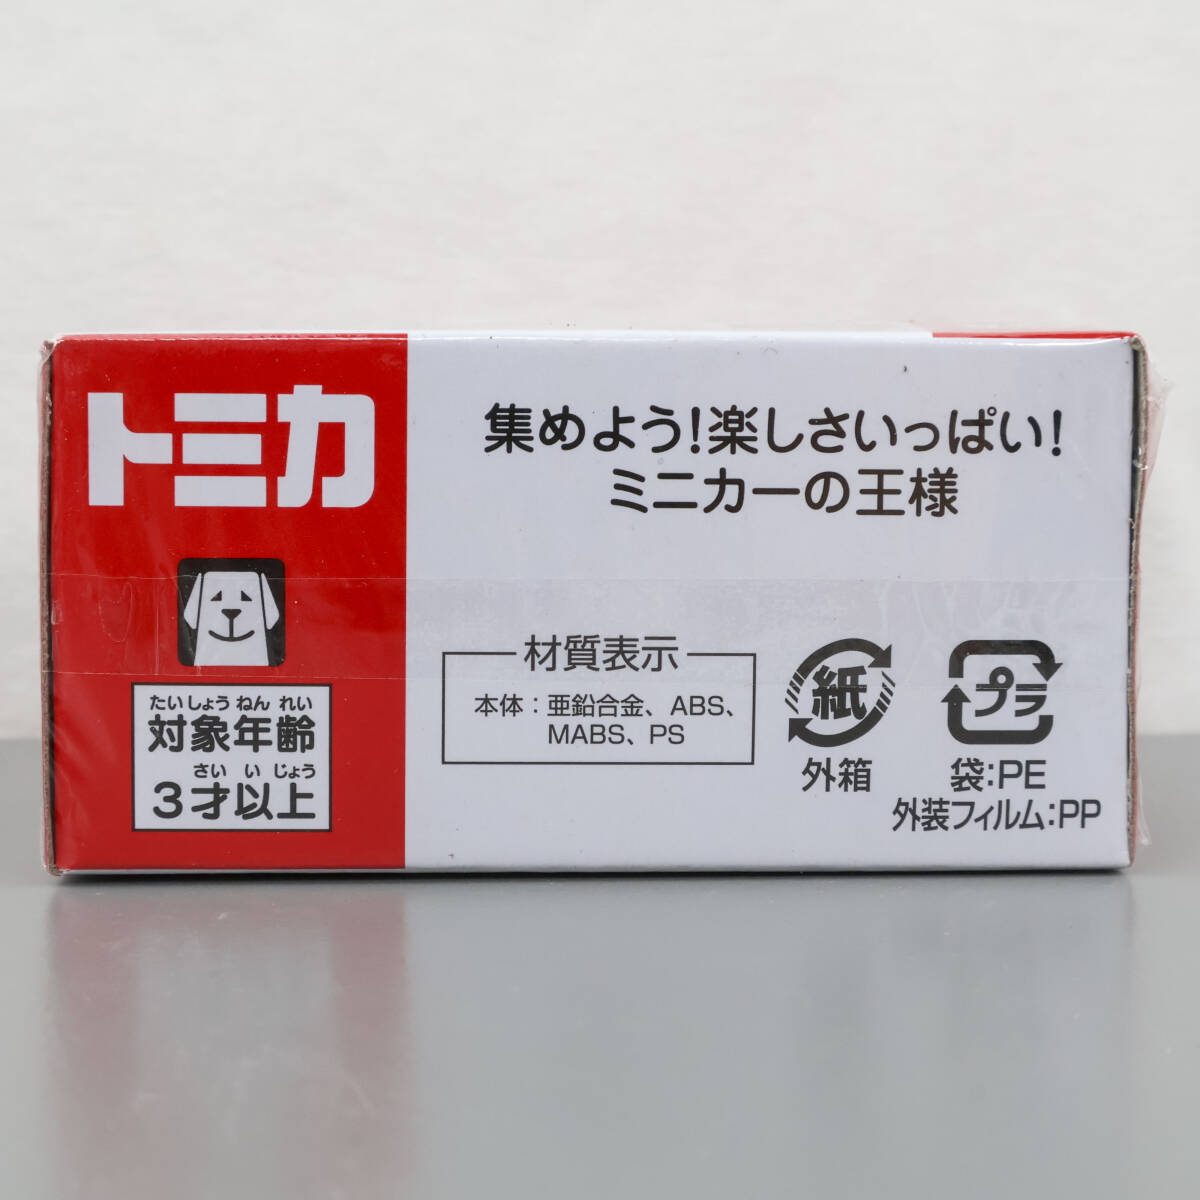 トミカ
集めよう!楽しさいっぱい!
ミニカーの王様
たいしょうねんれい
対象年齢
さいいじょう
3才以上
材質表示
本体：亜鉛合金、ABS、
MABS、PS
紙
外箱
プラ
袋:PE
外装フィルム:PP